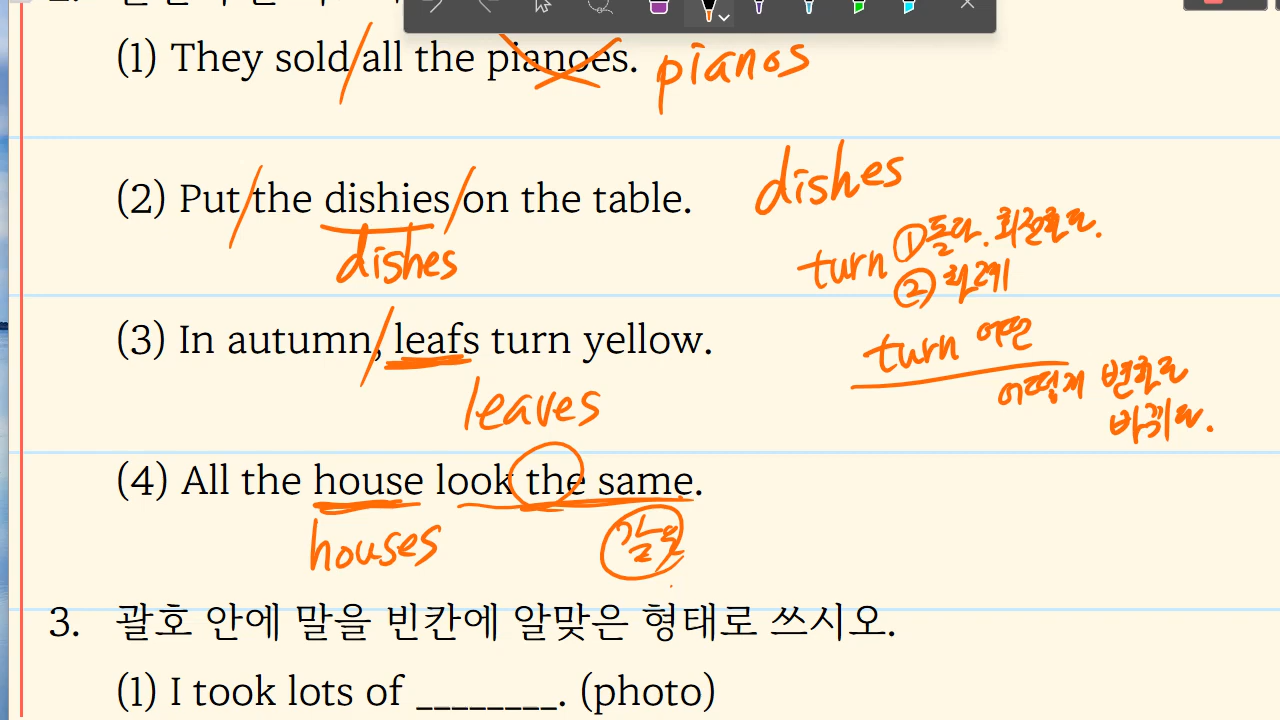 (1) They sold all the pianoes. pianos
(2) Put the dishies on the table. dishes
dishes
turn ① 돌다. 회전하다.
② 차례
(3) In autumn, leafs turn yellow.
turn 어떤
어떻게 변하다
바뀌다.
leaves
(4) All the house look the same.
houses 같은
3. 괄호 안에 말을 빈칸에 알맞은 형태로 쓰시오.
(1) I took lots of ________. (photo)